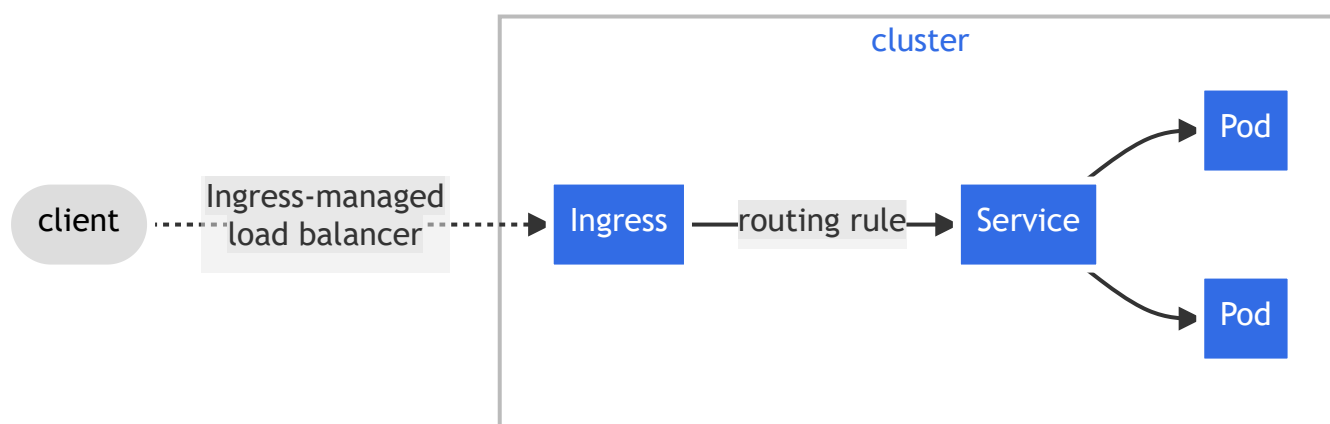 cluster
client
Ingress-managed
load balancer
Ingress
routing rule
Service
Pod
Pod